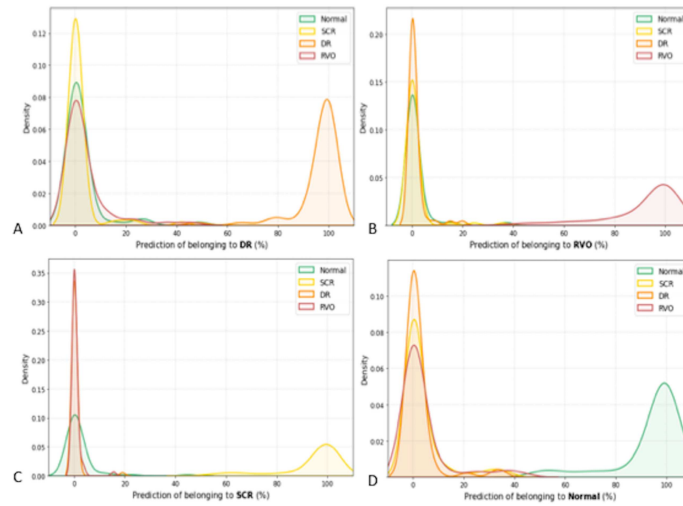 0.12
0.10
0.08
0.06
0.04
0.02
0.00
Density
Normal
SCR
DR
RVO
0 20 40 60 80 100
Prediction of belonging to DR (%)
A
0.20
0.15
0.10
0.05
0.00
Density
Normal
SCR
DR
RVO
0 20 40 60 80 100
Prediction of belonging to RVO (%)
B
0.35
0.30
0.25
0.20
0.15
0.10
0.05
0.00
Density
Normal
SCR
DR
RVO
0 20 40 60 80 100
Prediction of belonging to SCR (%)
C
0.10
0.08
0.06
0.04
0.02
Density
Normal
SCR
DR
RVO
0 20 40 60 80 100
Prediction of belonging to Normal (%)
D